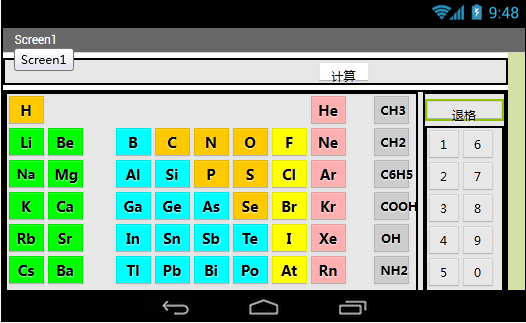 9:48
Screen1
Screen1
计算
H He CH3 退格
Li Be B C N O F Ne CH2 1 6
Na Mg Al Si P S Cl Ar C6H5 2 7
K Ca Ga Ge As Se Br Kr COOH 3 8
Rb Sr In Sn Sb Te I Xe OH 4 9
Cs Ba Tl Pb Bi Po At Rn NH2 5 0